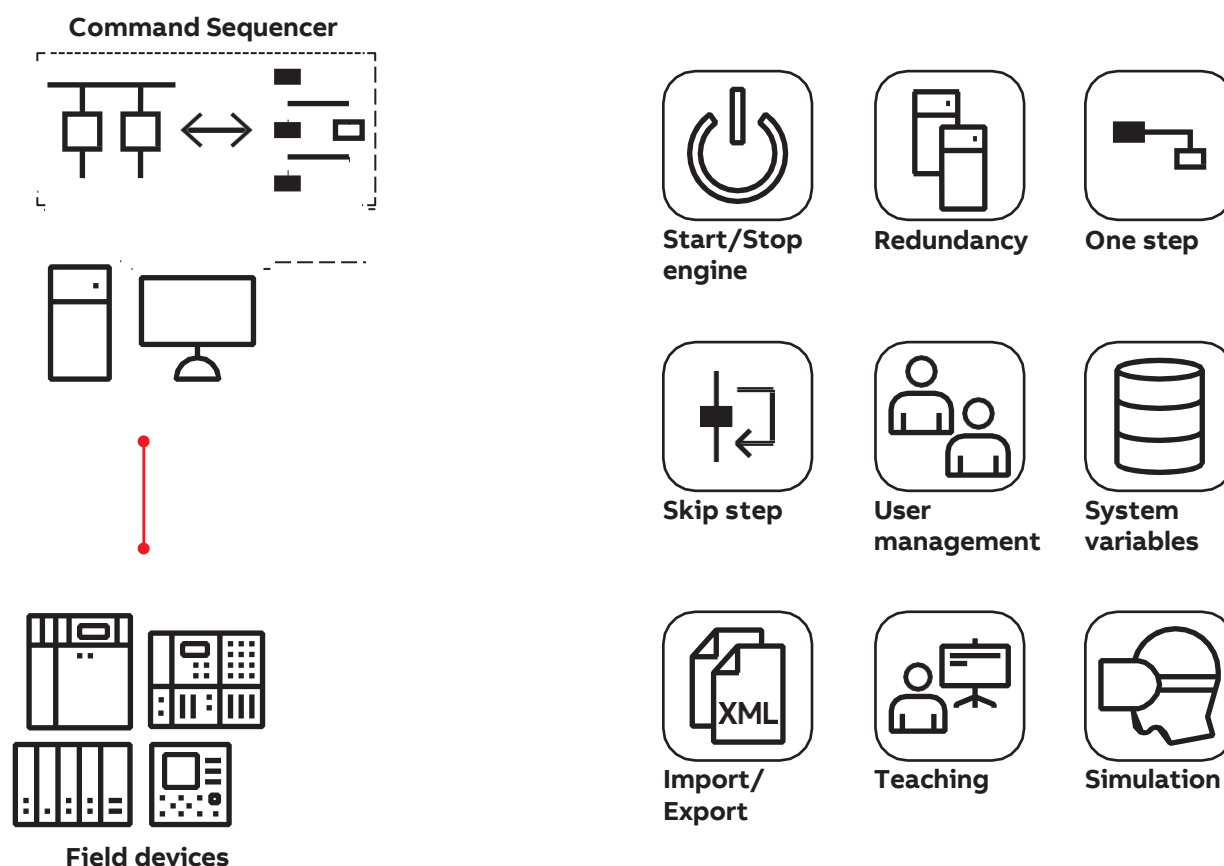 Command Sequencer
Start/Stop
engine
Redundancy
One step
Skip step
User
management
System
variables
XML
Import/
Export
Teaching
Simulation
Field devices